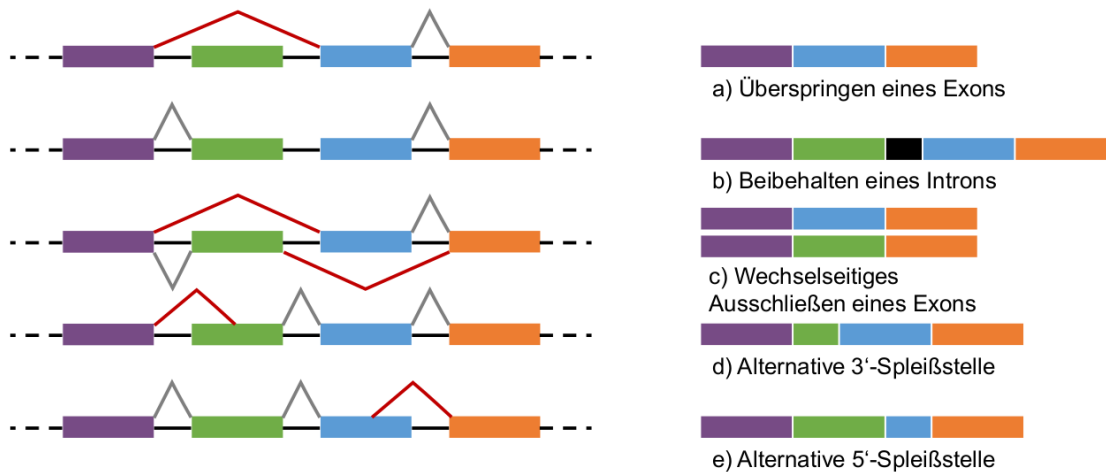 a) Überspringen eines Exons
b) Beibehalten eines Introns
c) Wechselseitiges
Ausschließen eines Exons
d) Alternative 3‘-Spleißstelle
e) Alternative 5‘-Spleißstelle